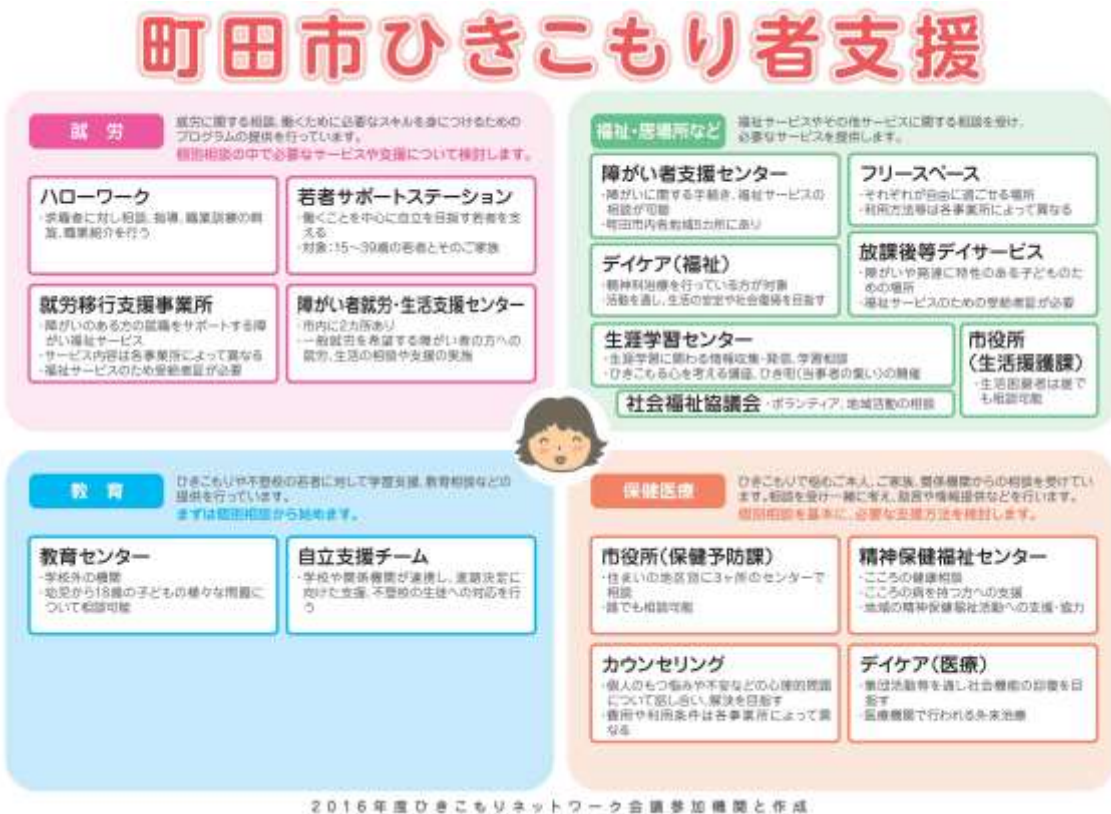 町田市ひきこもり者支援
就 労
就労に関する相談、働くために必要なスキルを身につけるための
プログラムの提供を行っています。
個別相談の中で必要なサービスや支援について検討します。
ハローワーク
・求職者に対し相談、指導、職業訓練の斡
旋、職業紹介を行う
若者サポートステーション
・働くことを中心に自立を目指す若者を支
える
・対象:15〜39歳の若者とそのご家族
就労移行支援事業所
・障がいのある方の就職をサポートする障
がい福祉サービス
・サービス内容は各事業所によって異なる
・福祉サービスのため受給者証が必要
障がい者就労・生活支援センター
・市内に2カ所あり
・一般就労を希望する障がい者の方への
就労、生活の相談や支援の実施
福祉・居場所など
福祉サービスやその他サービスに関する相談を受け、
必要なサービスを提供します。
障がい者支援センター
・障がいに関する手続き、福祉サービスの
相談が可能
・町田市内各地域5カ所にあり
フリースペース
・それぞれが自由に過ごせる場所
・利用方法等は各事業所によって異なる
デイケア(福祉)
・精神科治療を行っている方が対象
・活動を通し、生活の安定や社会復帰を目指す
放課後等デイサービス
・障がいや発達に特性のある子どものた
めの場所
・福祉サービスのための受給者証が必要
生涯学習センター
・生涯学習に関わる情報収集・発信、学習相談
・ひきこもる心を考える講座、ひき町(当事者の集い)の開催
市役所
(生活援護課)
・生活困窮者は誰で
も相談可能
社会福祉協議会 ・ボランティア、地域活動の相談
教 育
ひきこもりや不登校の若者に対して学習支援、教育相談などの
提供を行っています。
まずは個別相談から始めます。
教育センター
・学校外の機関
・幼児から18歳の子どもの様々な問題に
ついて相談可能
自立支援チーム
・学校や関係機関が連携し、進路決定に
向けた支援、不登校の生徒への対応を行
う
保健医療
ひきこもりで悩むご本人、ご家族、関係機関からの相談を受けてい
ます。相談を受け一緒に考え、助言や情報提供などを行います。
個別相談を基本に、必要な支援方法を検討します。
市役所(保健予防課)
・住まいの地区別に3ヶ所のセンターで
相談
・誰でも相談可能
精神保健福祉センター
・こころの健康相談
・こころの病を持つ方への支援
・地域の精神保健福祉活動への支援・協力
カウンセリング
・個人のもつ悩みや不安などの心理的問題
について話し合い、解決を目指す
・費用や利用条件は各事業所によって異
なる
デイケア(医療)
・集団活動等を通し社会機能の回復を目
指す
・医療機関で行われる外来治療
2016年度ひきこもりネットワーク会議参加機関と作成